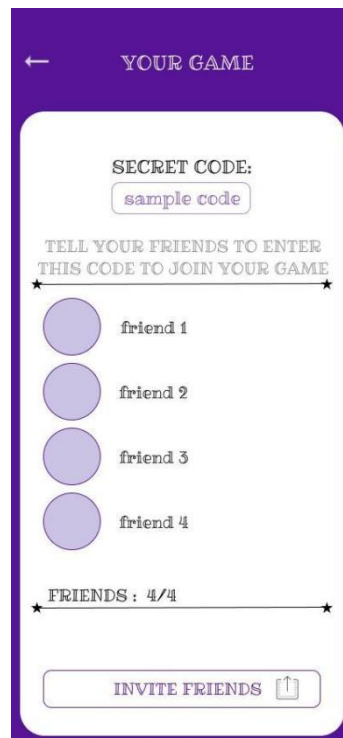 YOUR GAME
SECRET CODE:
sample code
TELL YOUR FRIENDS TO ENTER
THIS CODE TO JOIN YOUR GAME
friend 1
friend 2
friend 3
friend 4
FRIENDS : 4/4
INVITE FRIENDS